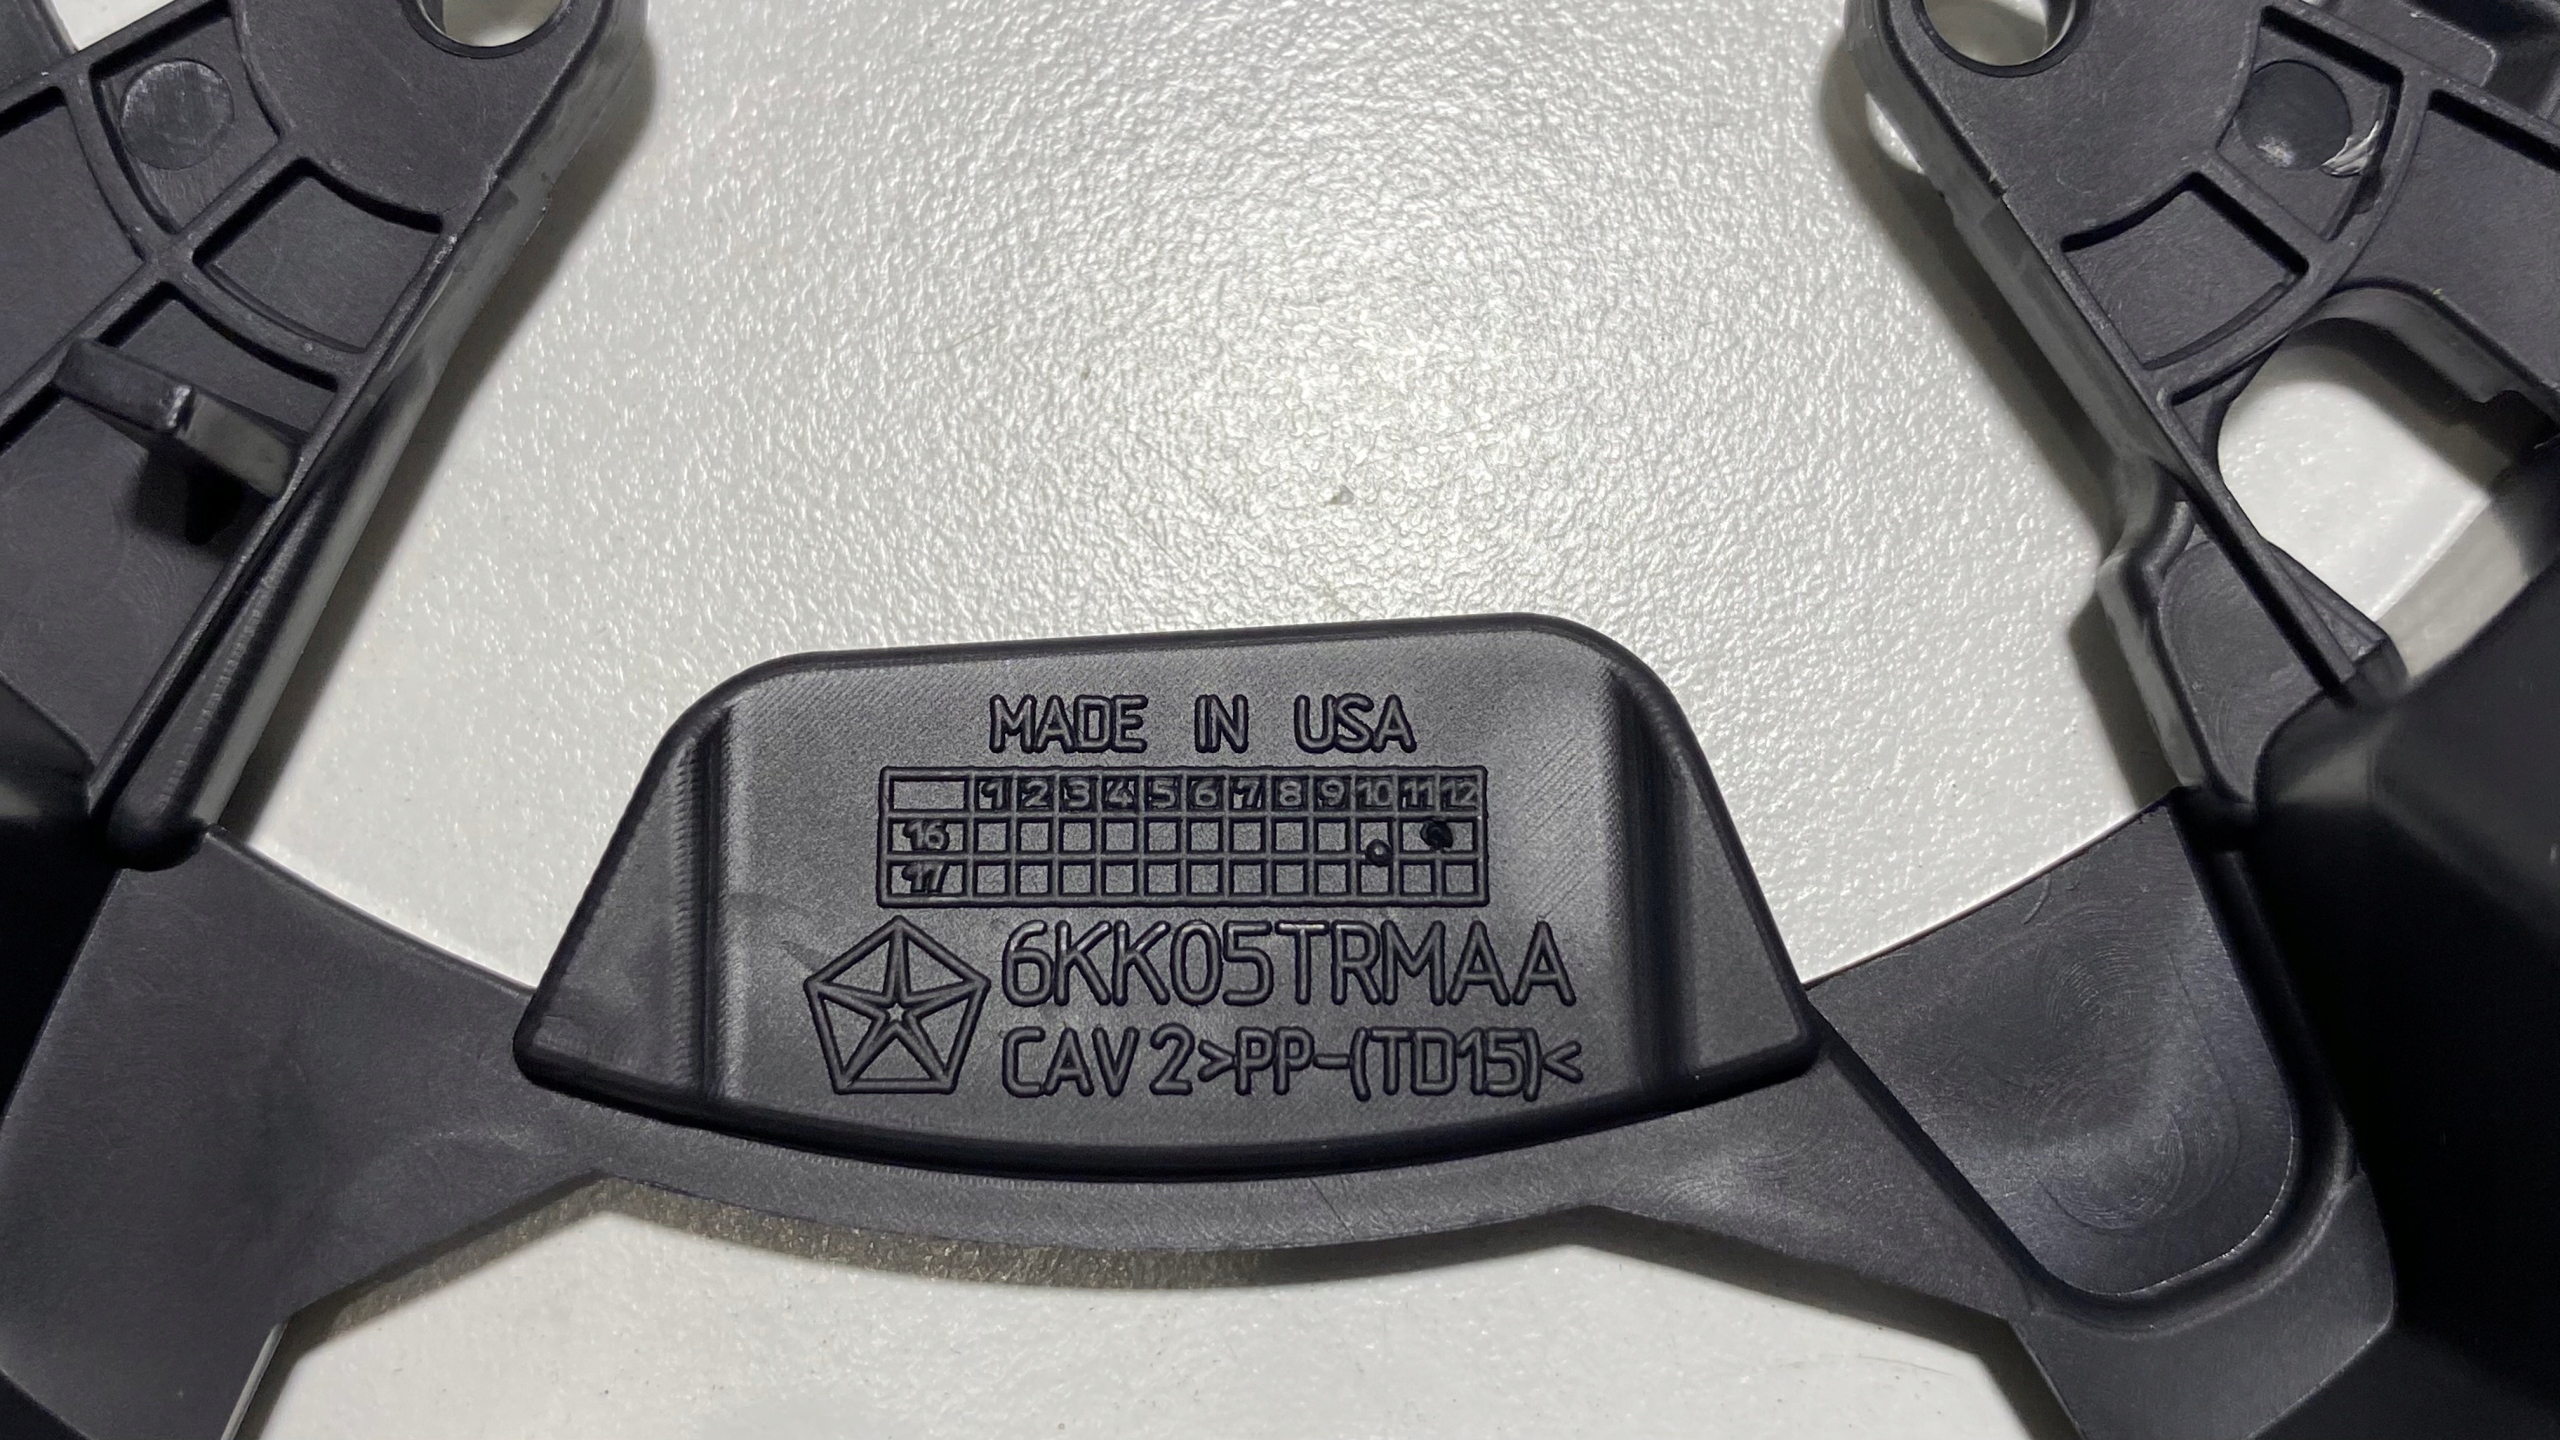 MADE IN USA
1 2 3 4 5 6 7 8 9 10 11 12
16
17
6KK05TRMAA
CAV 2>PP-(TD15)<